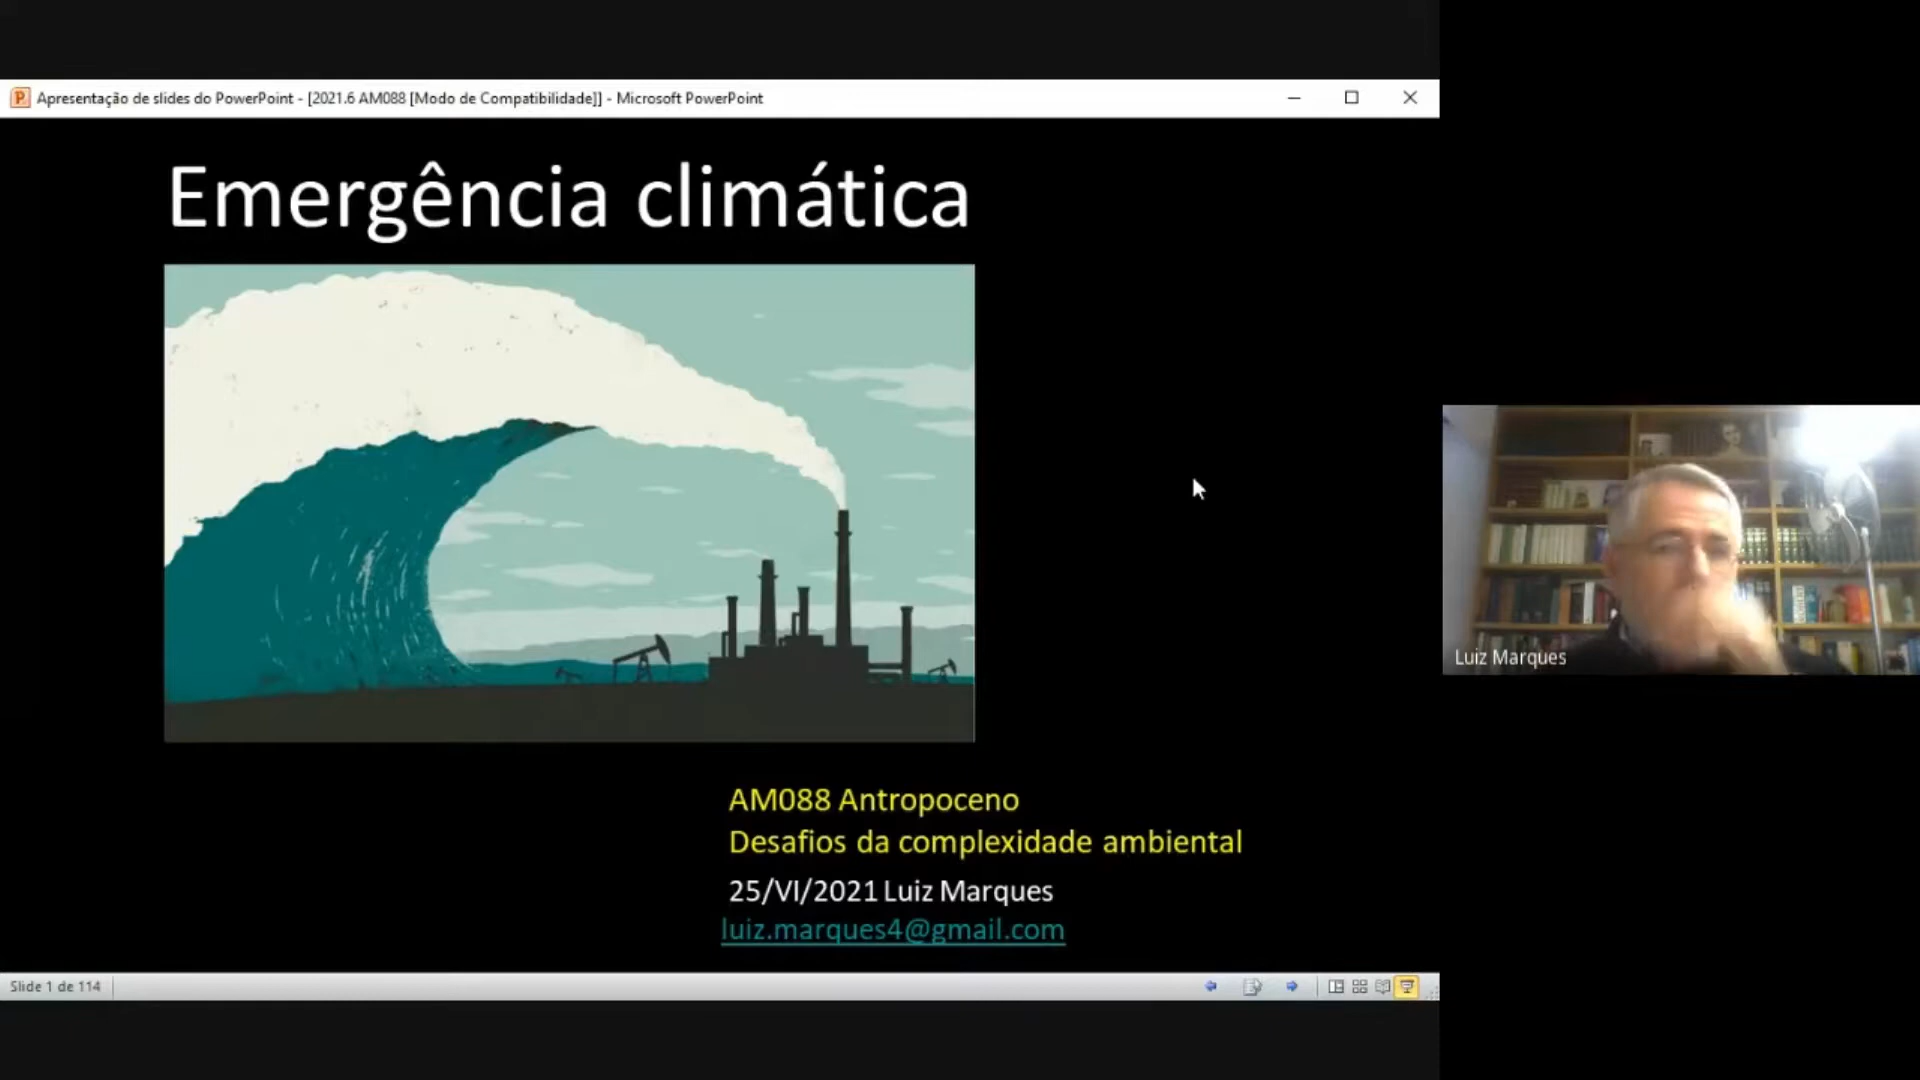 Apresentação de slides do PowerPoint - [2021.6 AM088 [Modo de Compatibilidade]] - Microsoft PowerPoint
Emergência climática
AM088 Antropoceno
Desafios da complexidade ambiental
25/VI/2021 Luiz Marques
luiz.marques4@gmail.com
Slide 1 de 114
Luiz Marques